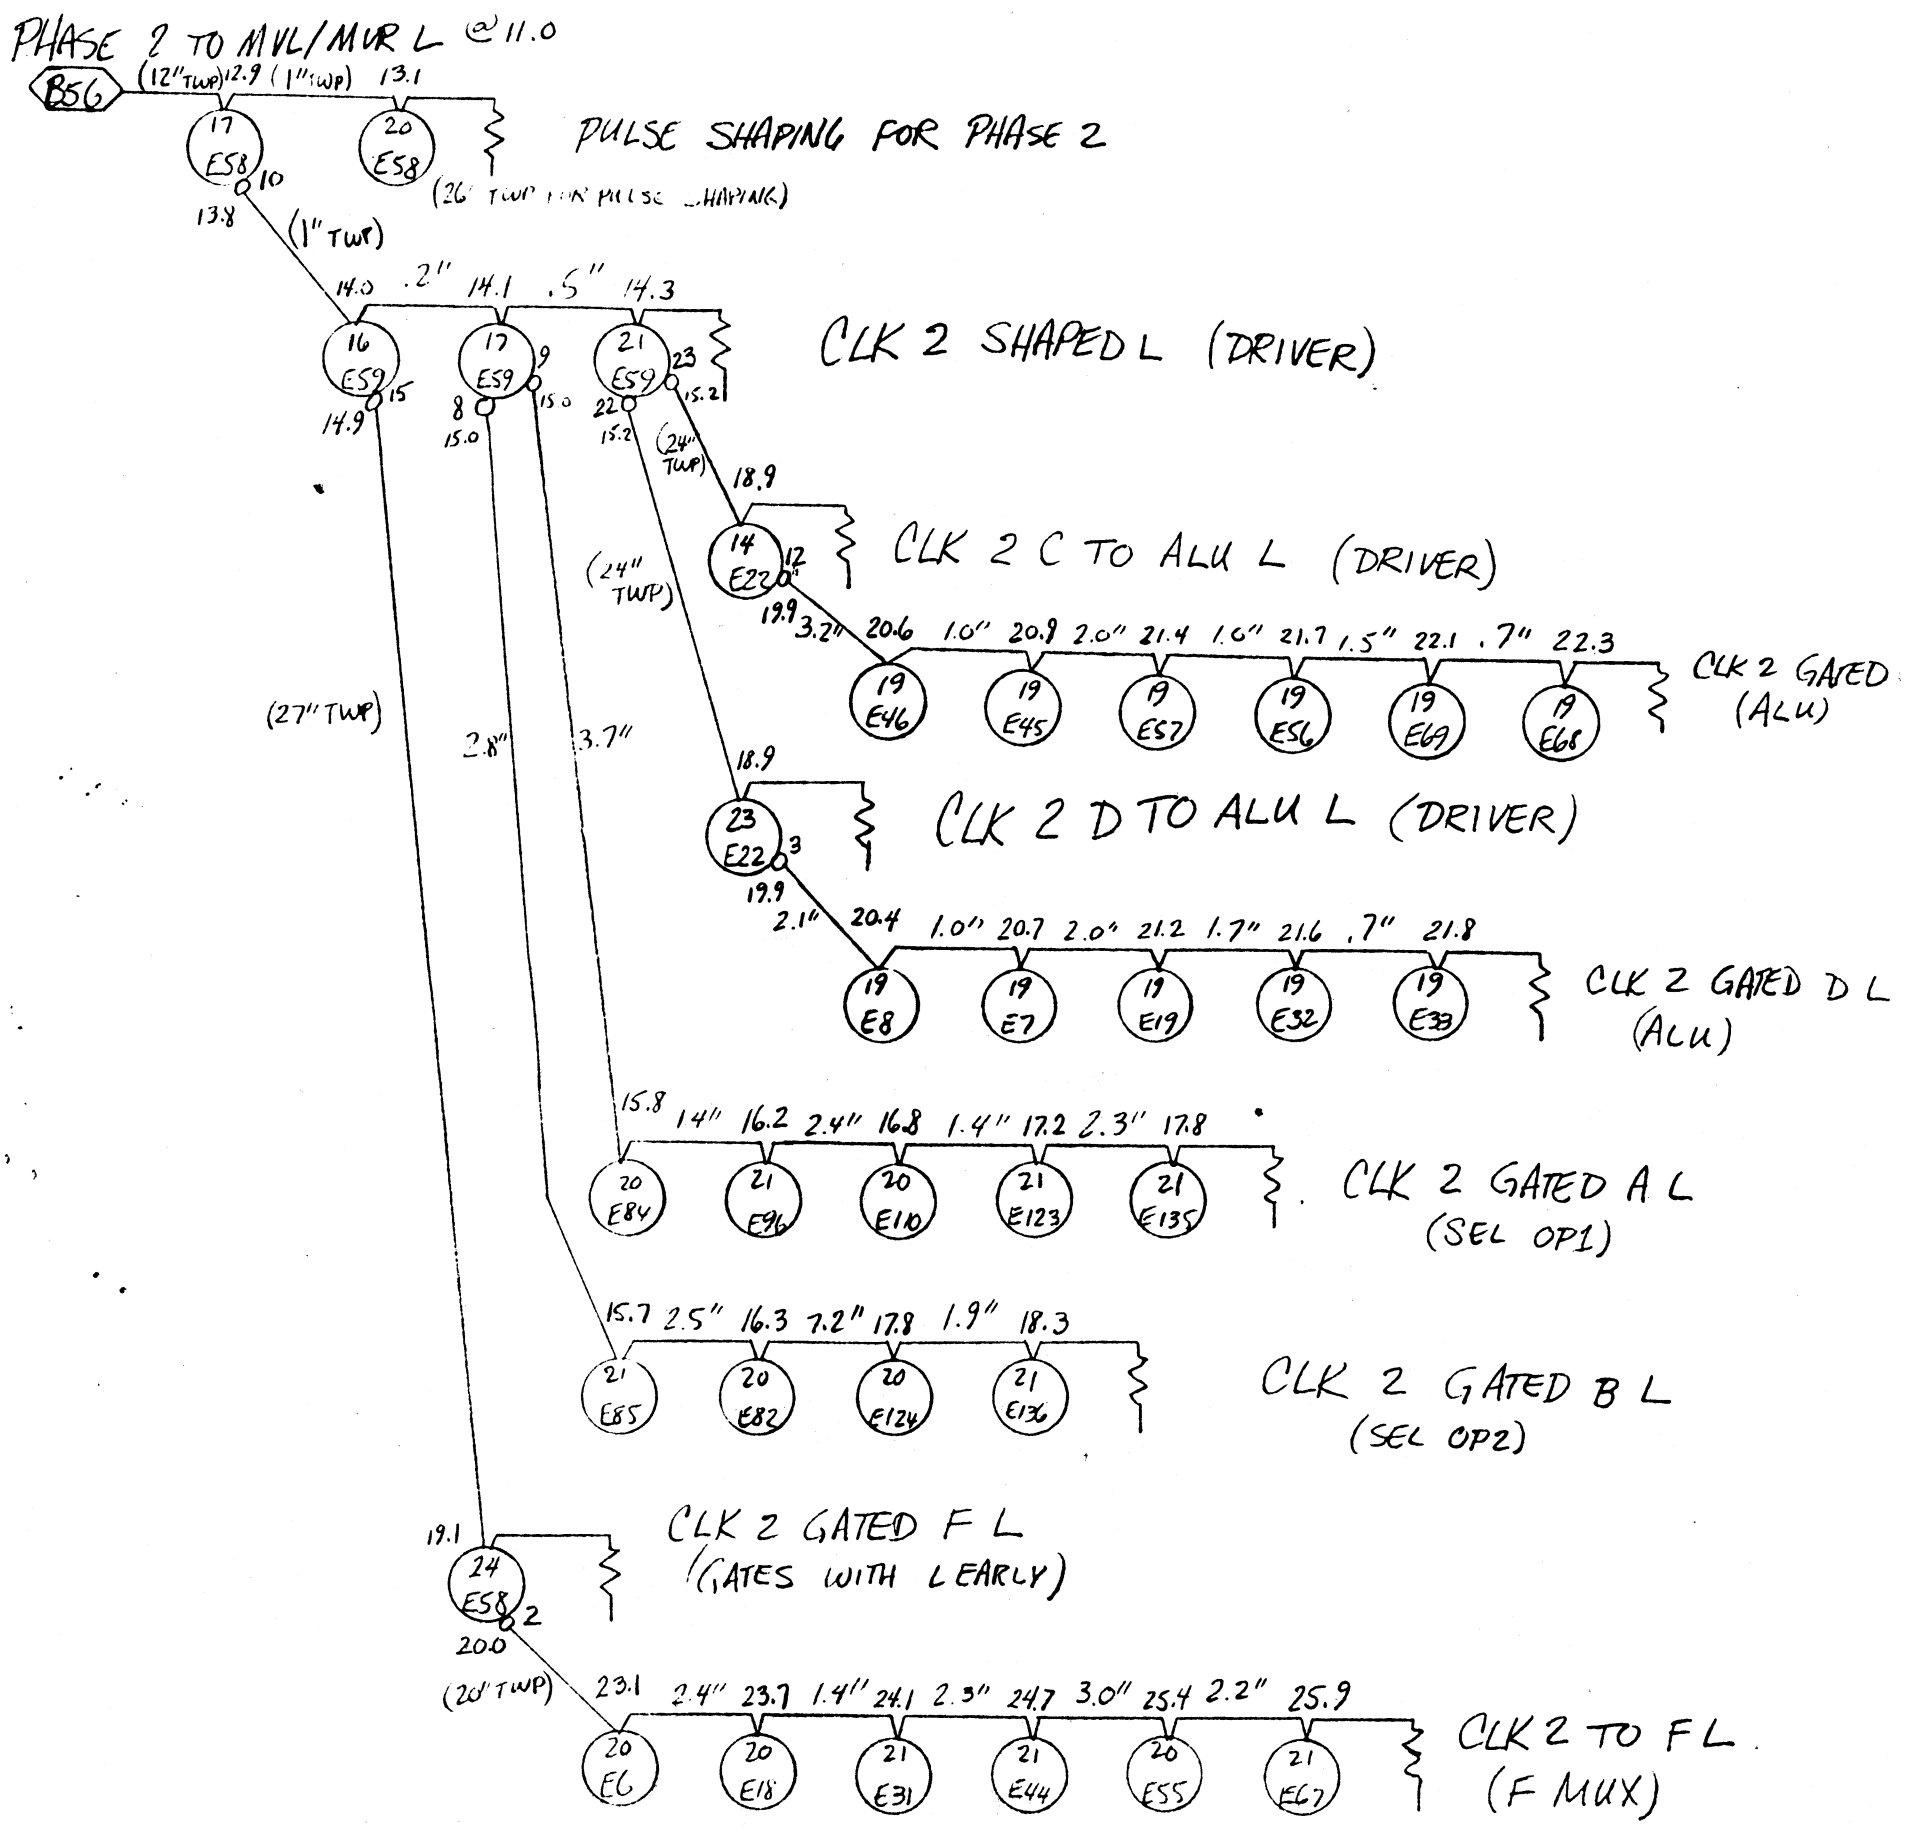 PHASE 2 TO MVL/MVR L @ 11.0
B56
(12" TWP) 12.9 (1" TWP) 13.1
17 E58
20 E58
PULSE SHAPING FOR PHASE 2
10
13.8
(26" TWP FOR PULSE SHAPING)
(1" TWP)
14.0 .2" 14.1 .5" 14.3
16 E59
17 E59
21 E59
CLK 2 SHAPED L (DRIVER)
15
14.9
8
15.0
9
15.0
22
15.2
23
15.2
(24" TWP)
18.9
14 E22
12
CLK 2 C TO ALU L (DRIVER)
(24" TWP)
19.9 3.2" 20.6 1.0" 20.9 2.0" 21.4 1.0" 21.7 1.5" 22.1 .7" 22.3
19 E46
19 E45
19 E57
19 E56
19 E69
19 E68
CLK 2 GATED
(ALU)
(27" TWP)
2.8"
3.7"
18.9
23 E22
3
CLK 2 D TO ALU L (DRIVER)
19.9
2.1" 20.4 1.0" 20.7 2.0" 21.2 1.7" 21.6 .7" 21.8
19 E8
19 E7
19 E19
19 E32
19 E33
CLK 2 GATED D L
(ALU)
15.8 14" 16.2 2.4" 16.8 1.4" 17.2 2.3" 17.8
20 E84
21 E96
20 E110
21 E123
21 E135
CLK 2 GATED A L
(SEL OP1)
15.7 2.5" 16.3 7.2" 17.8 1.9" 18.3
21 E85
20 E82
20 E124
21 E136
CLK 2 GATED B L
(SEL OP2)
19.1
24 E58
2
CLK 2 GATED F L
(GATES WITH L EARLY)
20.0
(20" TWP) 23.1 2.4" 23.7 1.4" 24.1 2.3" 24.7 3.0" 25.4 2.2" 25.9
20 E6
20 E18
21 E31
21 E44
20 E55
21 E67
CLK 2 TO F L
(F MUX)